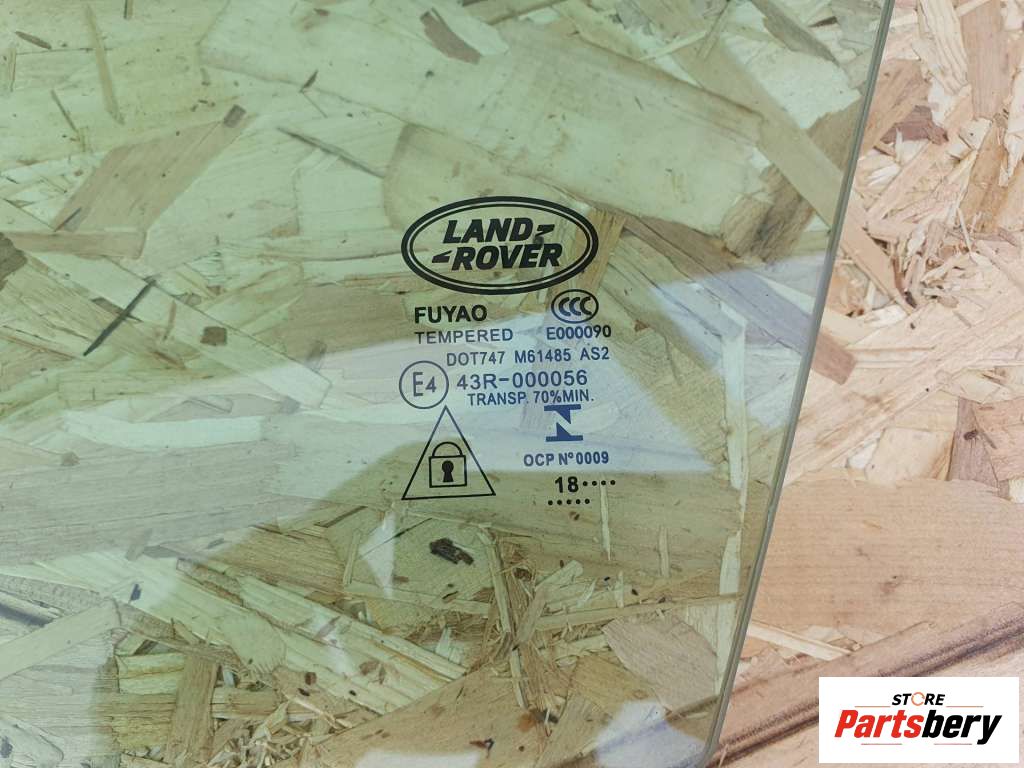 LAND
ROVER
FUYAO CCC
TEMPERED E000090
DOT747 M61485 AS2
E4 43R-000056
TRANSP. 70%MIN.
OCP Nº0009
18••••
•••••
STORE
Partsbery